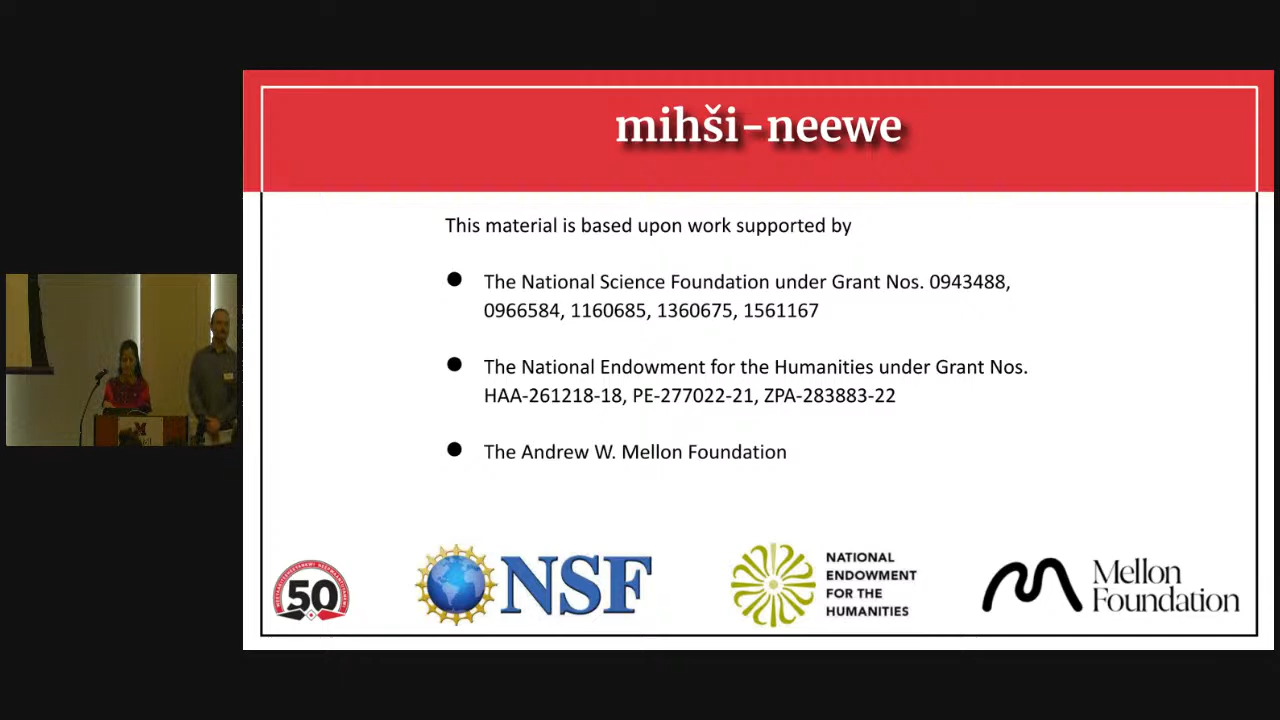 mihši-neewe
This material is based upon work supported by
● The National Science Foundation under Grant Nos. 0943488,
0966584, 1160685, 1360675, 1561167
● The National Endowment for the Humanities under Grant Nos.
HAA-261218-18, PE-277022-21, ZPA-283883-22
● The Andrew W. Mellon Foundation
50
NSF
NATIONAL
ENDOWMENT
FOR THE
HUMANITIES
Mellon
Foundation